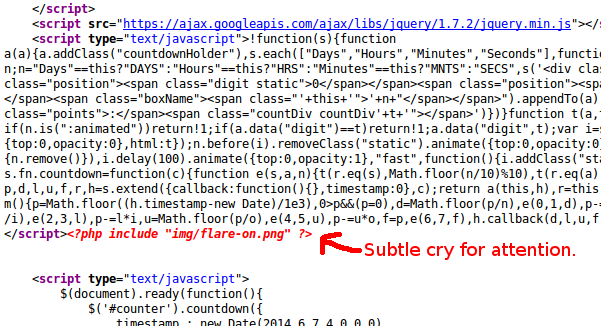 </script>
<script src="https://ajax.googleapis.com/ajax/libs/jquery/1.7.2/jquery.min.js"></script>
<script type="text/javascript">!function(s){function
a(a){a.addClass("countdownHolder"),s.each(["Days","Hours","Minutes","Seconds"],functi
n;n="Days"==this?"DAYS":"Hours"==this?"HRS":"Minutes"==this?"MNTS":"SECS",s('<div clas
class="position"><span class="digit static">0</span></span><span class="position"><sp
</span><span class="boxName"><span class="'+this+'">'+n+"</span></span>").appendTo(a)
class="points">:</span><span class="countDiv countDiv'+t+'"></span>')})}function t(a,
if(n.is(":animated"))return!1;if(a.data("digit")==t)return!1;a.data("digit",t);var i=s
{top:0,opacity:0},html:t});n.before(i).removeClass("static").animate({top:0,opacity:0
{n.remove()}),i.delay(100).animate({top:0,opacity:1},"fast",function(){i.addClass("sta
s.fn.countdown=function(c){function e(s,a,n){t(r.eq(s),Math.floor(n/10)%10),t(r.eq(a)
p,d,l,u,f,r,h=s.extend({callback:function(){},timestamp:0},c);return a(this,h),r=this
m(){p=Math.floor((h.timestamp-new Date)/1e3),0>p&&(p=0),d=Math.floor(p/n),e(0,1,d),p-=
/i),e(2,3,l),p-=l*i,u=Math.floor(p/o),e(4,5,u),p-=u*o,f=p,e(6,7,f),h.callback(d,l,u,f
</script><?php include "img/flare-on.png" ?>
Subtle cry for attention.
<script type="text/javascript">
$(document).ready(function(){
$('#counter').countdown({
timestamp : new Date(2014,6,7,4,0,0,0)